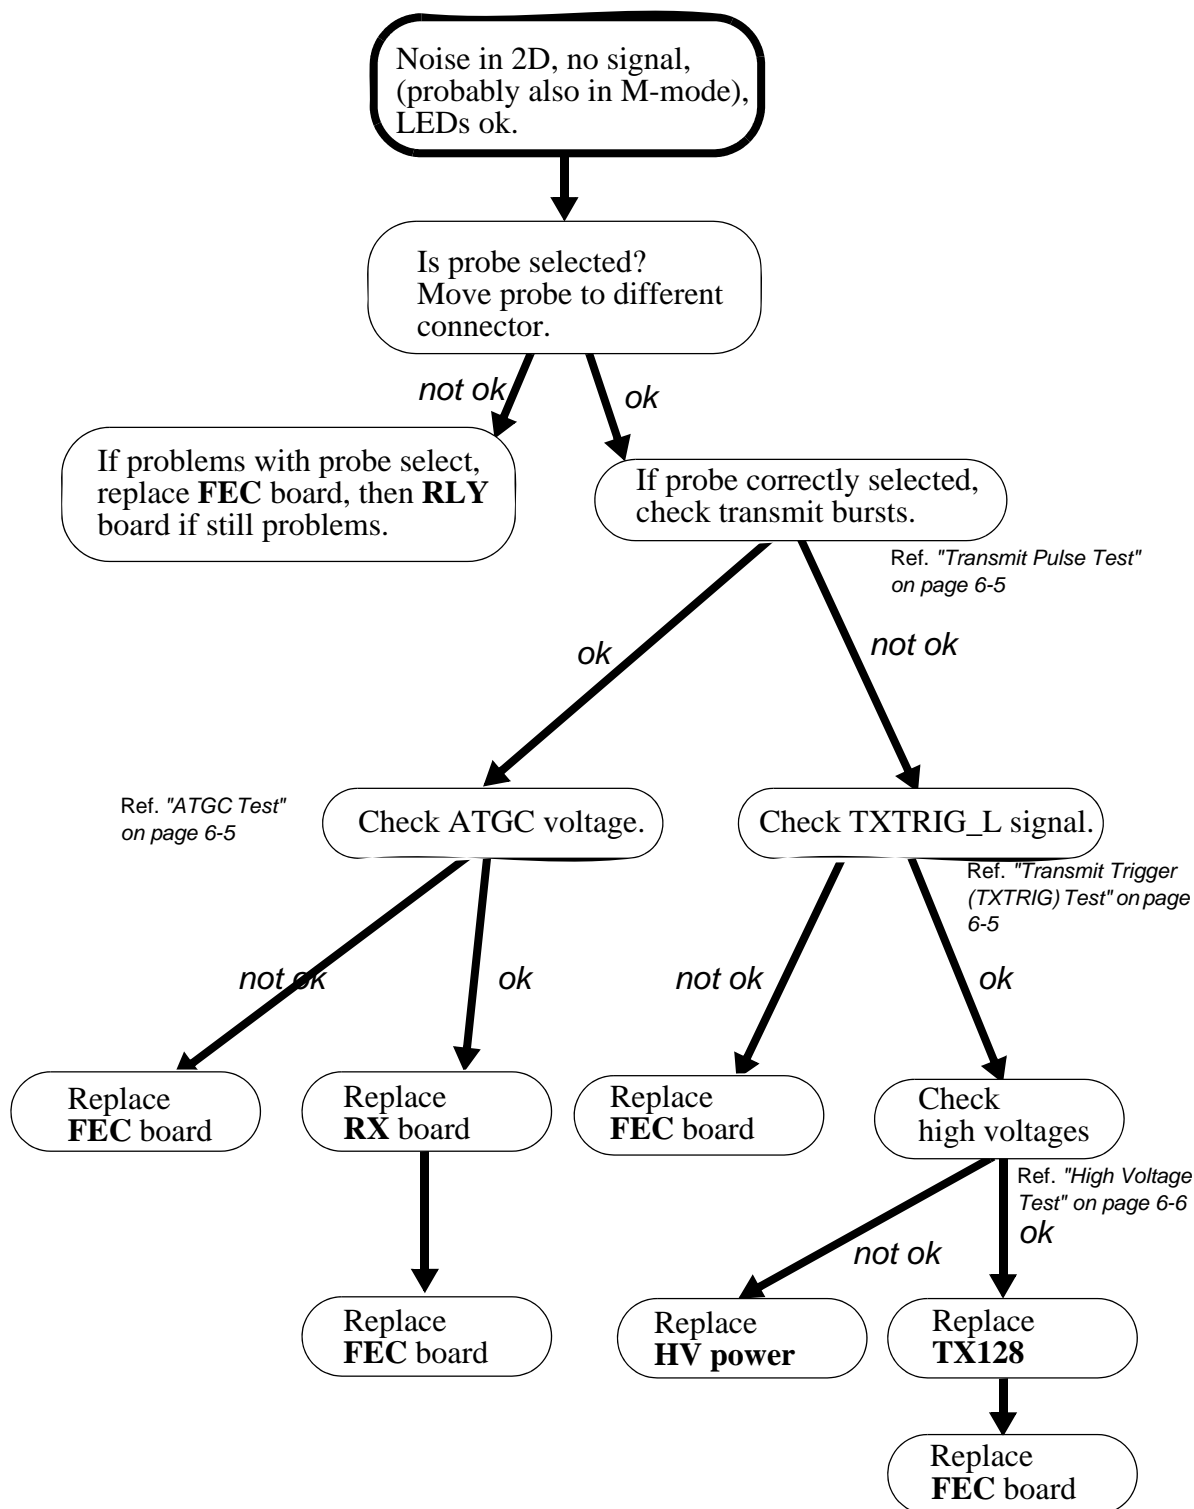 Noise in 2D, no signal,
(probably also in M-mode),
LEDs ok.
Is probe selected?
Move probe to different
connector.
not ok
ok
If problems with probe select,
replace FEC board, then RLY
board if still problems.
If probe correctly selected,
check transmit bursts.
Ref. "Transmit Pulse Test"
on page 6-5
ok
not ok
Ref. "ATGC Test"
on page 6-5
Check ATGC voltage.
Check TXTRIG_L signal.
Ref. "Transmit Trigger
(TXTRIG) Test" on page
6-5
not ok
ok
not ok
ok
Replace
FEC board
Replace
RX board
Replace
FEC board
Check
high voltages
Ref. "High Voltage
Test" on page 6-6
not ok
ok
Replace
FEC board
Replace
HV power
Replace
TX128
Replace
FEC board